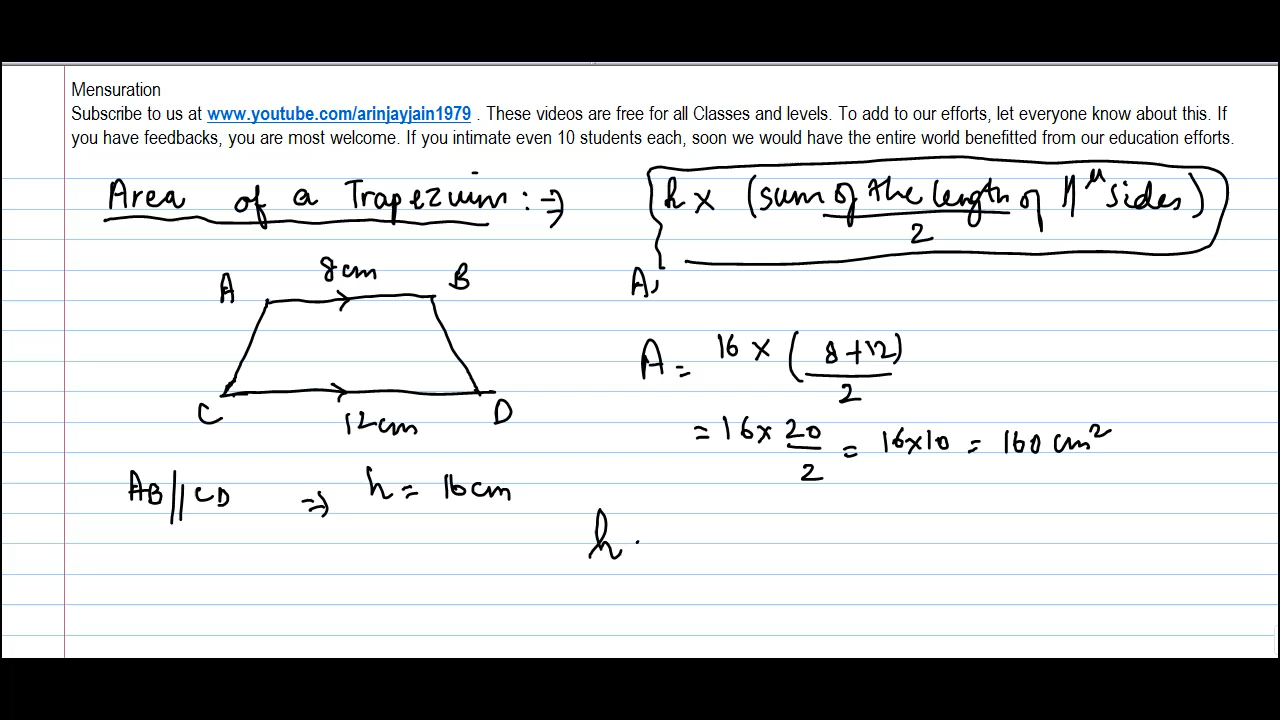 Mensuration
Subscribe to us at www.youtube.com/arinjayjain1979 . These videos are free for all Classes and levels. To add to our efforts, let everyone know about this. If
you have feedbacks, you are most welcome. If you intimate even 10 students each, soon we would have the entire world benefitted from our education efforts.
Area of a Trapezuim :⇒
h x (sum of the length of ||el sides)
2
8cm
A B
A,
A = 16 x (8+12)
2
C D
12cm
= 16 x 20 = 16x10 = 160 cm²
2
AB||CD ⇒ h = 16cm
h